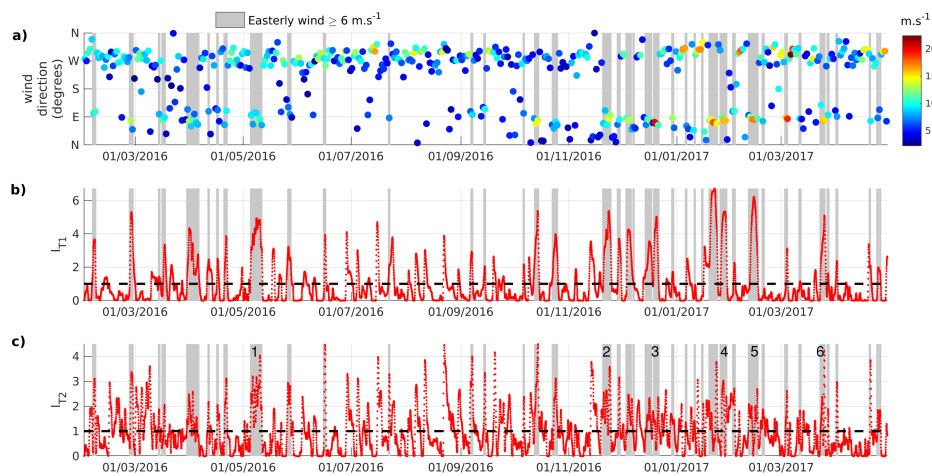 Easterly wind ≥ 6 m.s⁻¹
m.s⁻¹
a)
N
W
S
E
N
wind
direction
(degrees)
20
15
10
5
01/03/2016 01/05/2016 01/07/2016 01/09/2016 01/11/2016 01/01/2017 01/03/2017
b)
I_T1
6
4
2
0
01/03/2016 01/05/2016 01/07/2016 01/09/2016 01/11/2016 01/01/2017 01/03/2017
c)
I_T2
4
3
2
1
0
1 2 3 4 5 6
01/03/2016 01/05/2016 01/07/2016 01/09/2016 01/11/2016 01/01/2017 01/03/2017